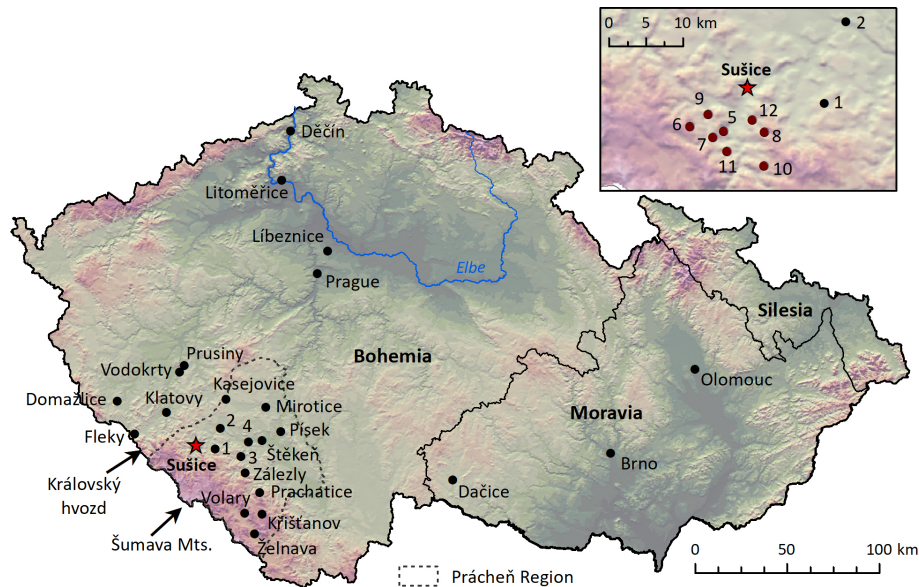 0 5 10 km
2
Sušice
1
9
12
5
6
7
8
11
10
Děčín
Litoměřice
Líbeznice
Elbe
Prague
Silesia
Bohemia
Prusiny
Vodokrty
Olomouc
Kasejovice
Domažlice
Klatovy
Mirotice
Moravia
2
4
Písek
Fleky
1
Štěkeň
3
Sušice
Brno
Zálezly
Královský
hvozd
Dačice
Prachatice
Volary
Křišťanov
Šumava Mts.
Želnava
0 50 100 km
Prácheň Region